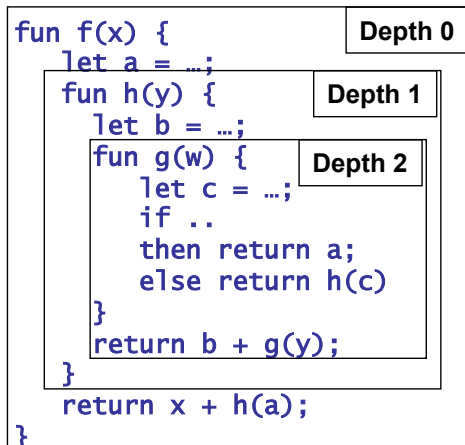 fun f(x) { Depth 0
let a = …;
fun h(y) { Depth 1
let b = …;
fun g(w) { Depth 2
let c = …;
if ..
then return a;
else return h(c)
}
return b + g(y);
}
return x + h(a);
}